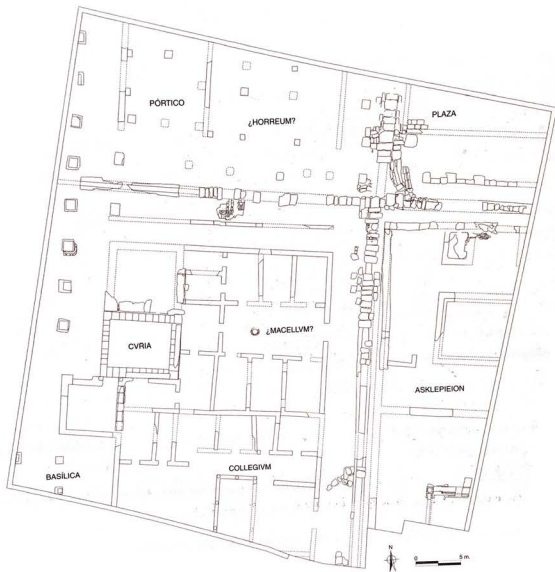 PÓRTICO
¿HORREUM?
PLAZA
CVRIA
¿MACELLVM?
ASKLEPIEION
BASÍLICA
COLLEGIVM
N
0 5 m.